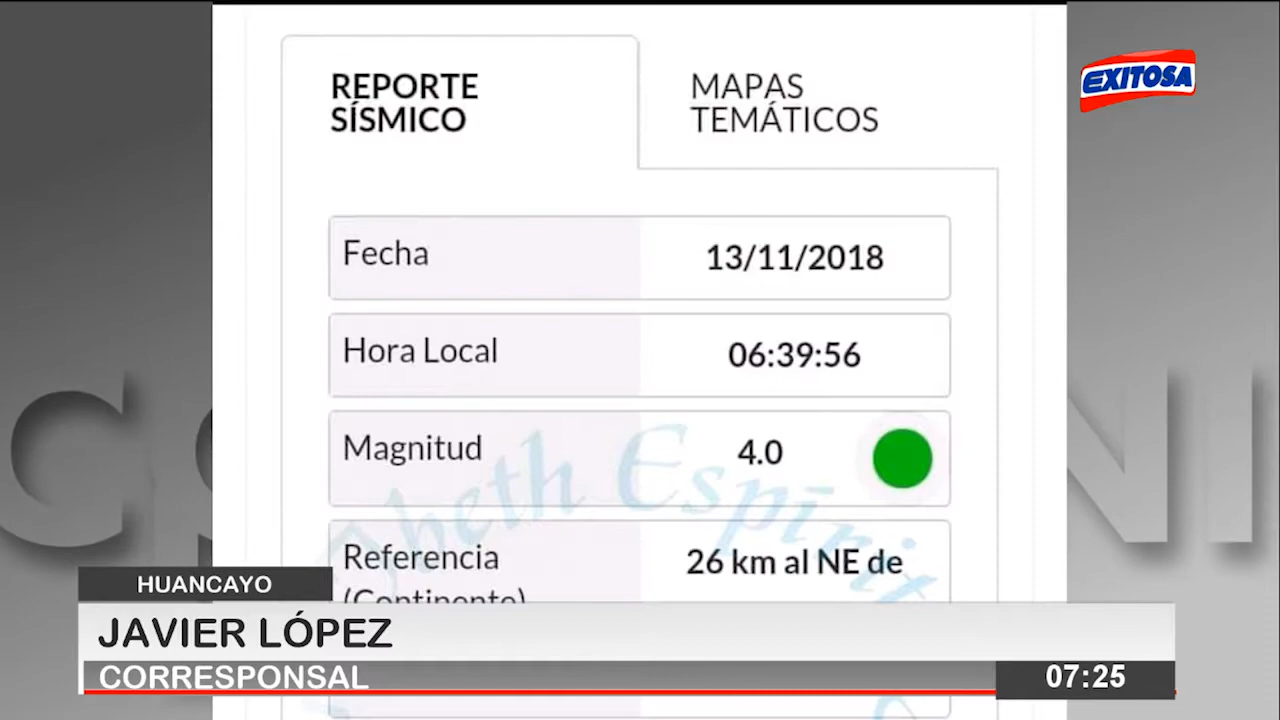 REPORTE
SÍSMICO
MAPAS
TEMÁTICOS
EXITOSA
Fecha
13/11/2018
Hora Local
06:39:56
Magnitud
4.0
Referencia
(Continente)
26 km al NE de
HUANCAYO
JAVIER LÓPEZ
CORRESPONSAL
07:25